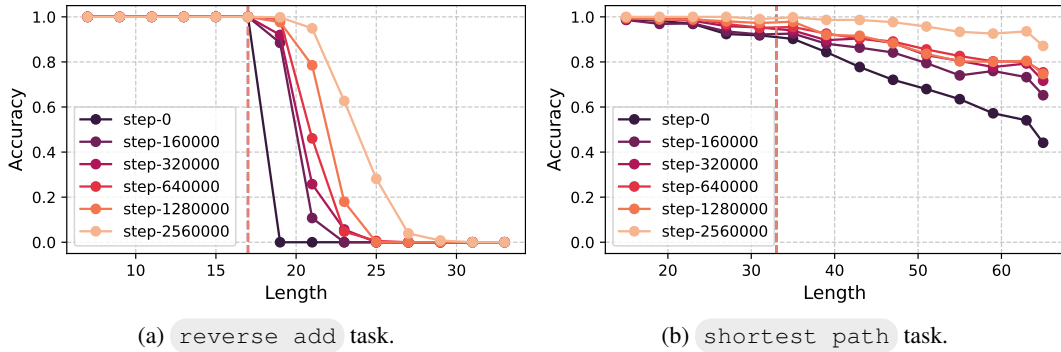 1.0
0.8
0.6
0.4
0.2
0.0
Accuracy
step-0
step-160000
step-320000
step-640000
step-1280000
step-2560000
10 15 20 25 30
Length
(a) reverse add task.
1.0
0.8
0.6
0.4
0.2
0.0
Accuracy
step-0
step-160000
step-320000
step-640000
step-1280000
step-2560000
20 30 40 50 60
Length
(b) shortest path task.